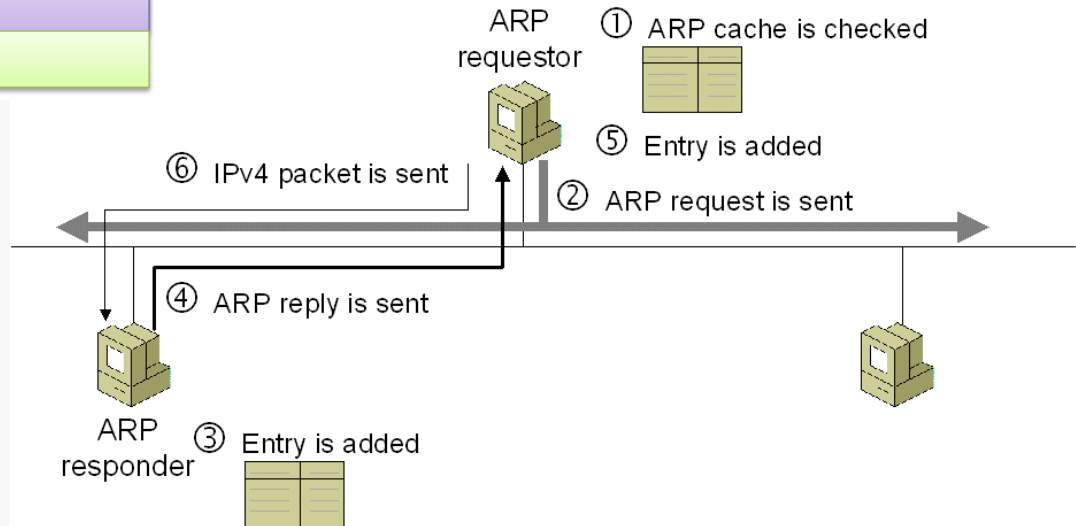 ARP
requestor
① ARP cache is checked
⑤ Entry is added
⑥ IPv4 packet is sent
② ARP request is sent
④ ARP reply is sent
ARP
responder
③ Entry is added